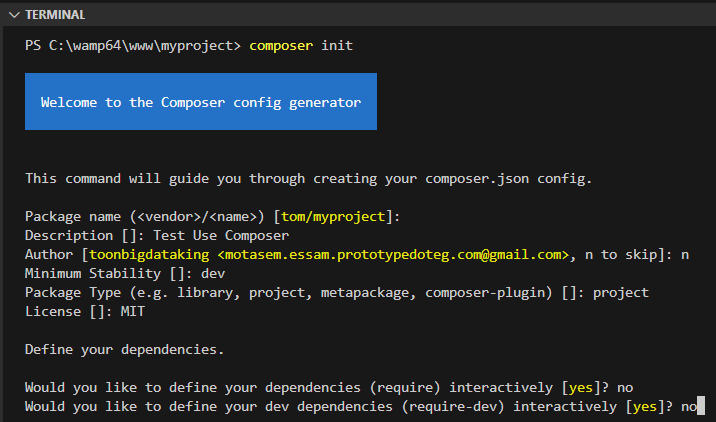 TERMINAL
PS C:\wamp64\www\myproject> composer init
Welcome to the Composer config generator
This command will guide you through creating your composer.json config.
Package name (<vendor>/<name>) [tom/myproject]:
Description []: Test Use Composer
Author [toonbigdataking <motasem.essam.prototypedoteg.com@gmail.com>, n to skip]: n
Minimum Stability []: dev
Package Type (e.g. library, project, metapackage, composer-plugin) []: project
License []: MIT
Define your dependencies.
Would you like to define your dependencies (require) interactively [yes]? no
Would you like to define your dev dependencies (require-dev) interactively [yes]? no